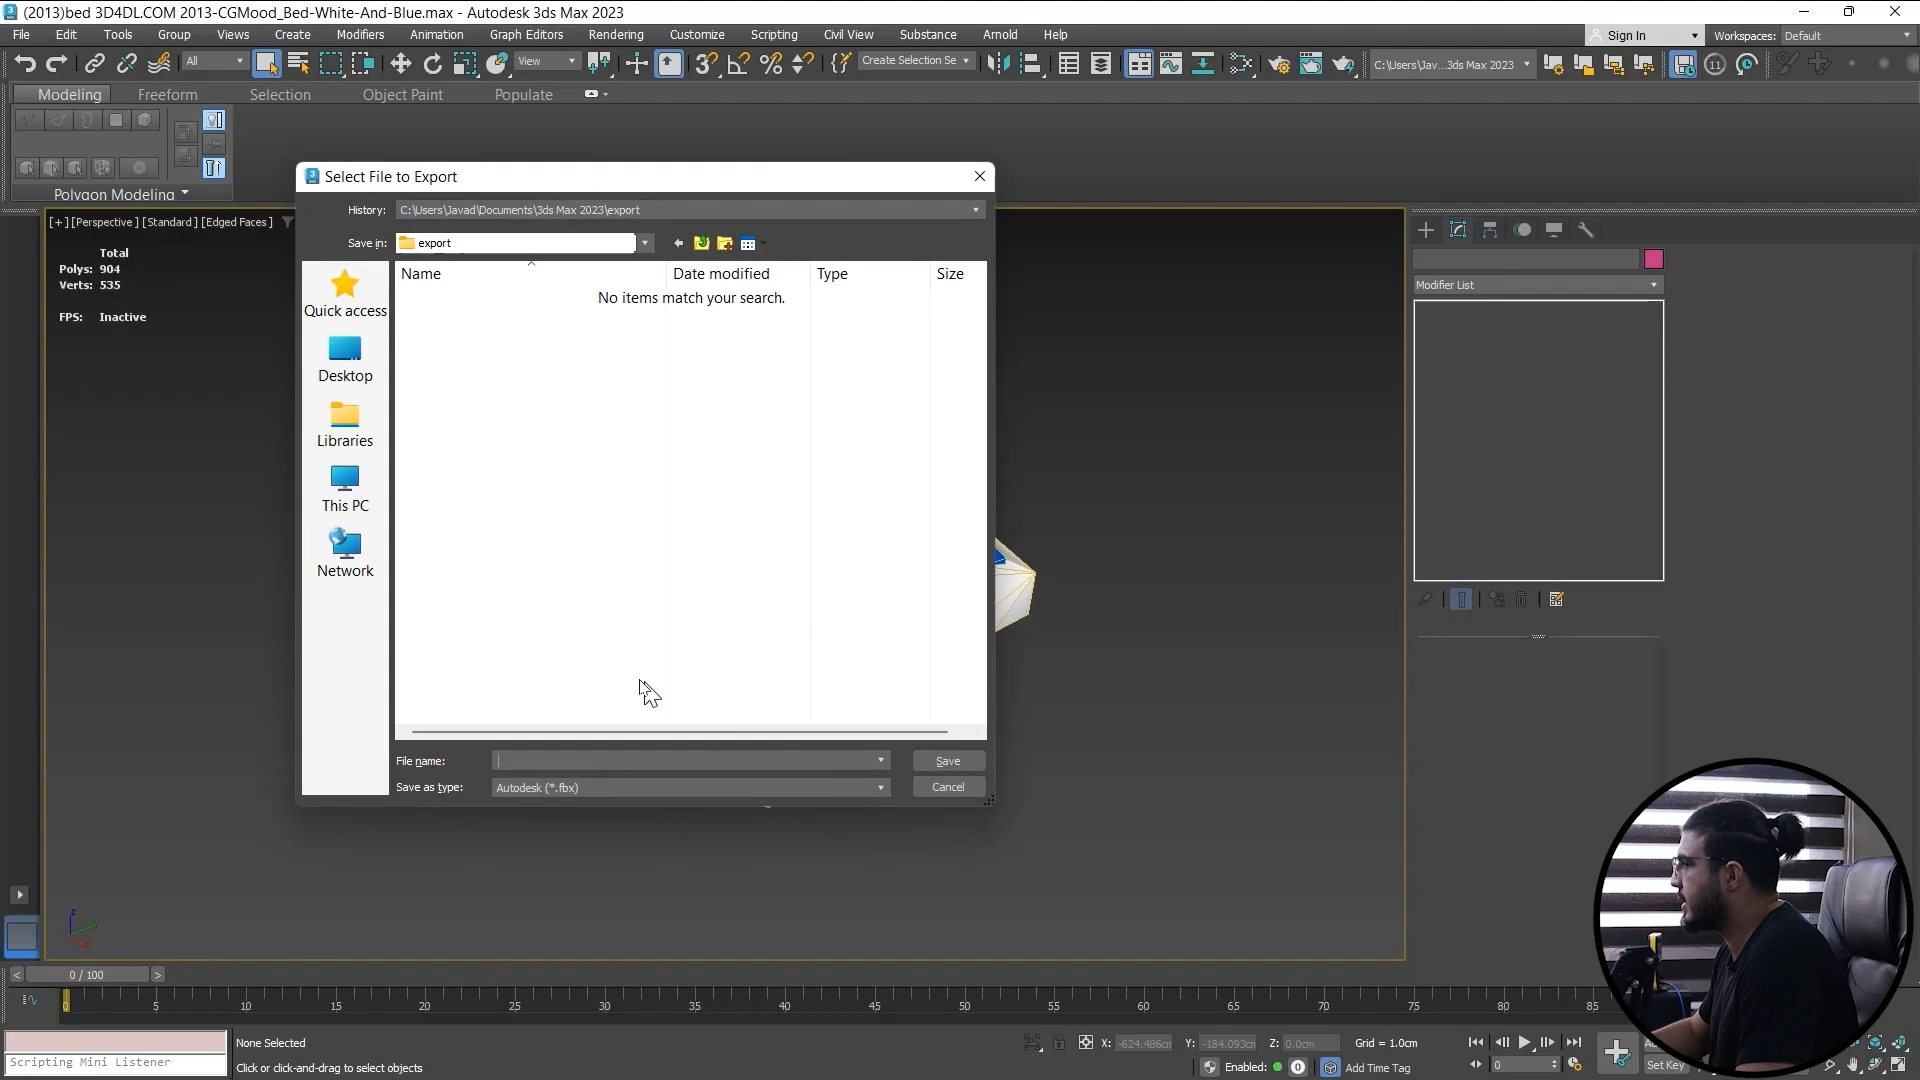 (2013)bed 3D4DL.COM 2013-CGMood_Bed-White-And-Blue.max - Autodesk 3ds Max 2023
File Edit Tools Group Views Create Modifiers Animation Graph Editors Rendering Customize Scripting Civil View Substance Arnold Help
Sign In
Workspaces: Default
All
View
Create Selection Se
C:\Users\Jav...3ds Max 2023
11
Modeling Freeform Selection Object Paint Populate
Polygon Modeling
[+] [Perspective] [Standard] [Edged Faces]
Total
Polys: 904
Verts: 535
FPS: Inactive
Select File to Export
History: C:\Users\Javad\Documents\3ds Max 2023\export
Save in: export
Name Date modified Type Size
No items match your search.
Quick access
Desktop
Libraries
This PC
Network
File name:
Save
Save as type: Autodesk (*.fbx)
Cancel
Modifier List
z
< 0 / 100 >
0 5 10 15 20 25 30 35 40 45 50 55 60 65 70 75 80 85
None Selected
X: -624.486cm Y: -184.093cm Z: 0.0cm Grid = 1.0cm
Scripting Mini Listener
Click or click-and-drag to select objects
Enabled: 0
Add Time Tag
0
Set Key